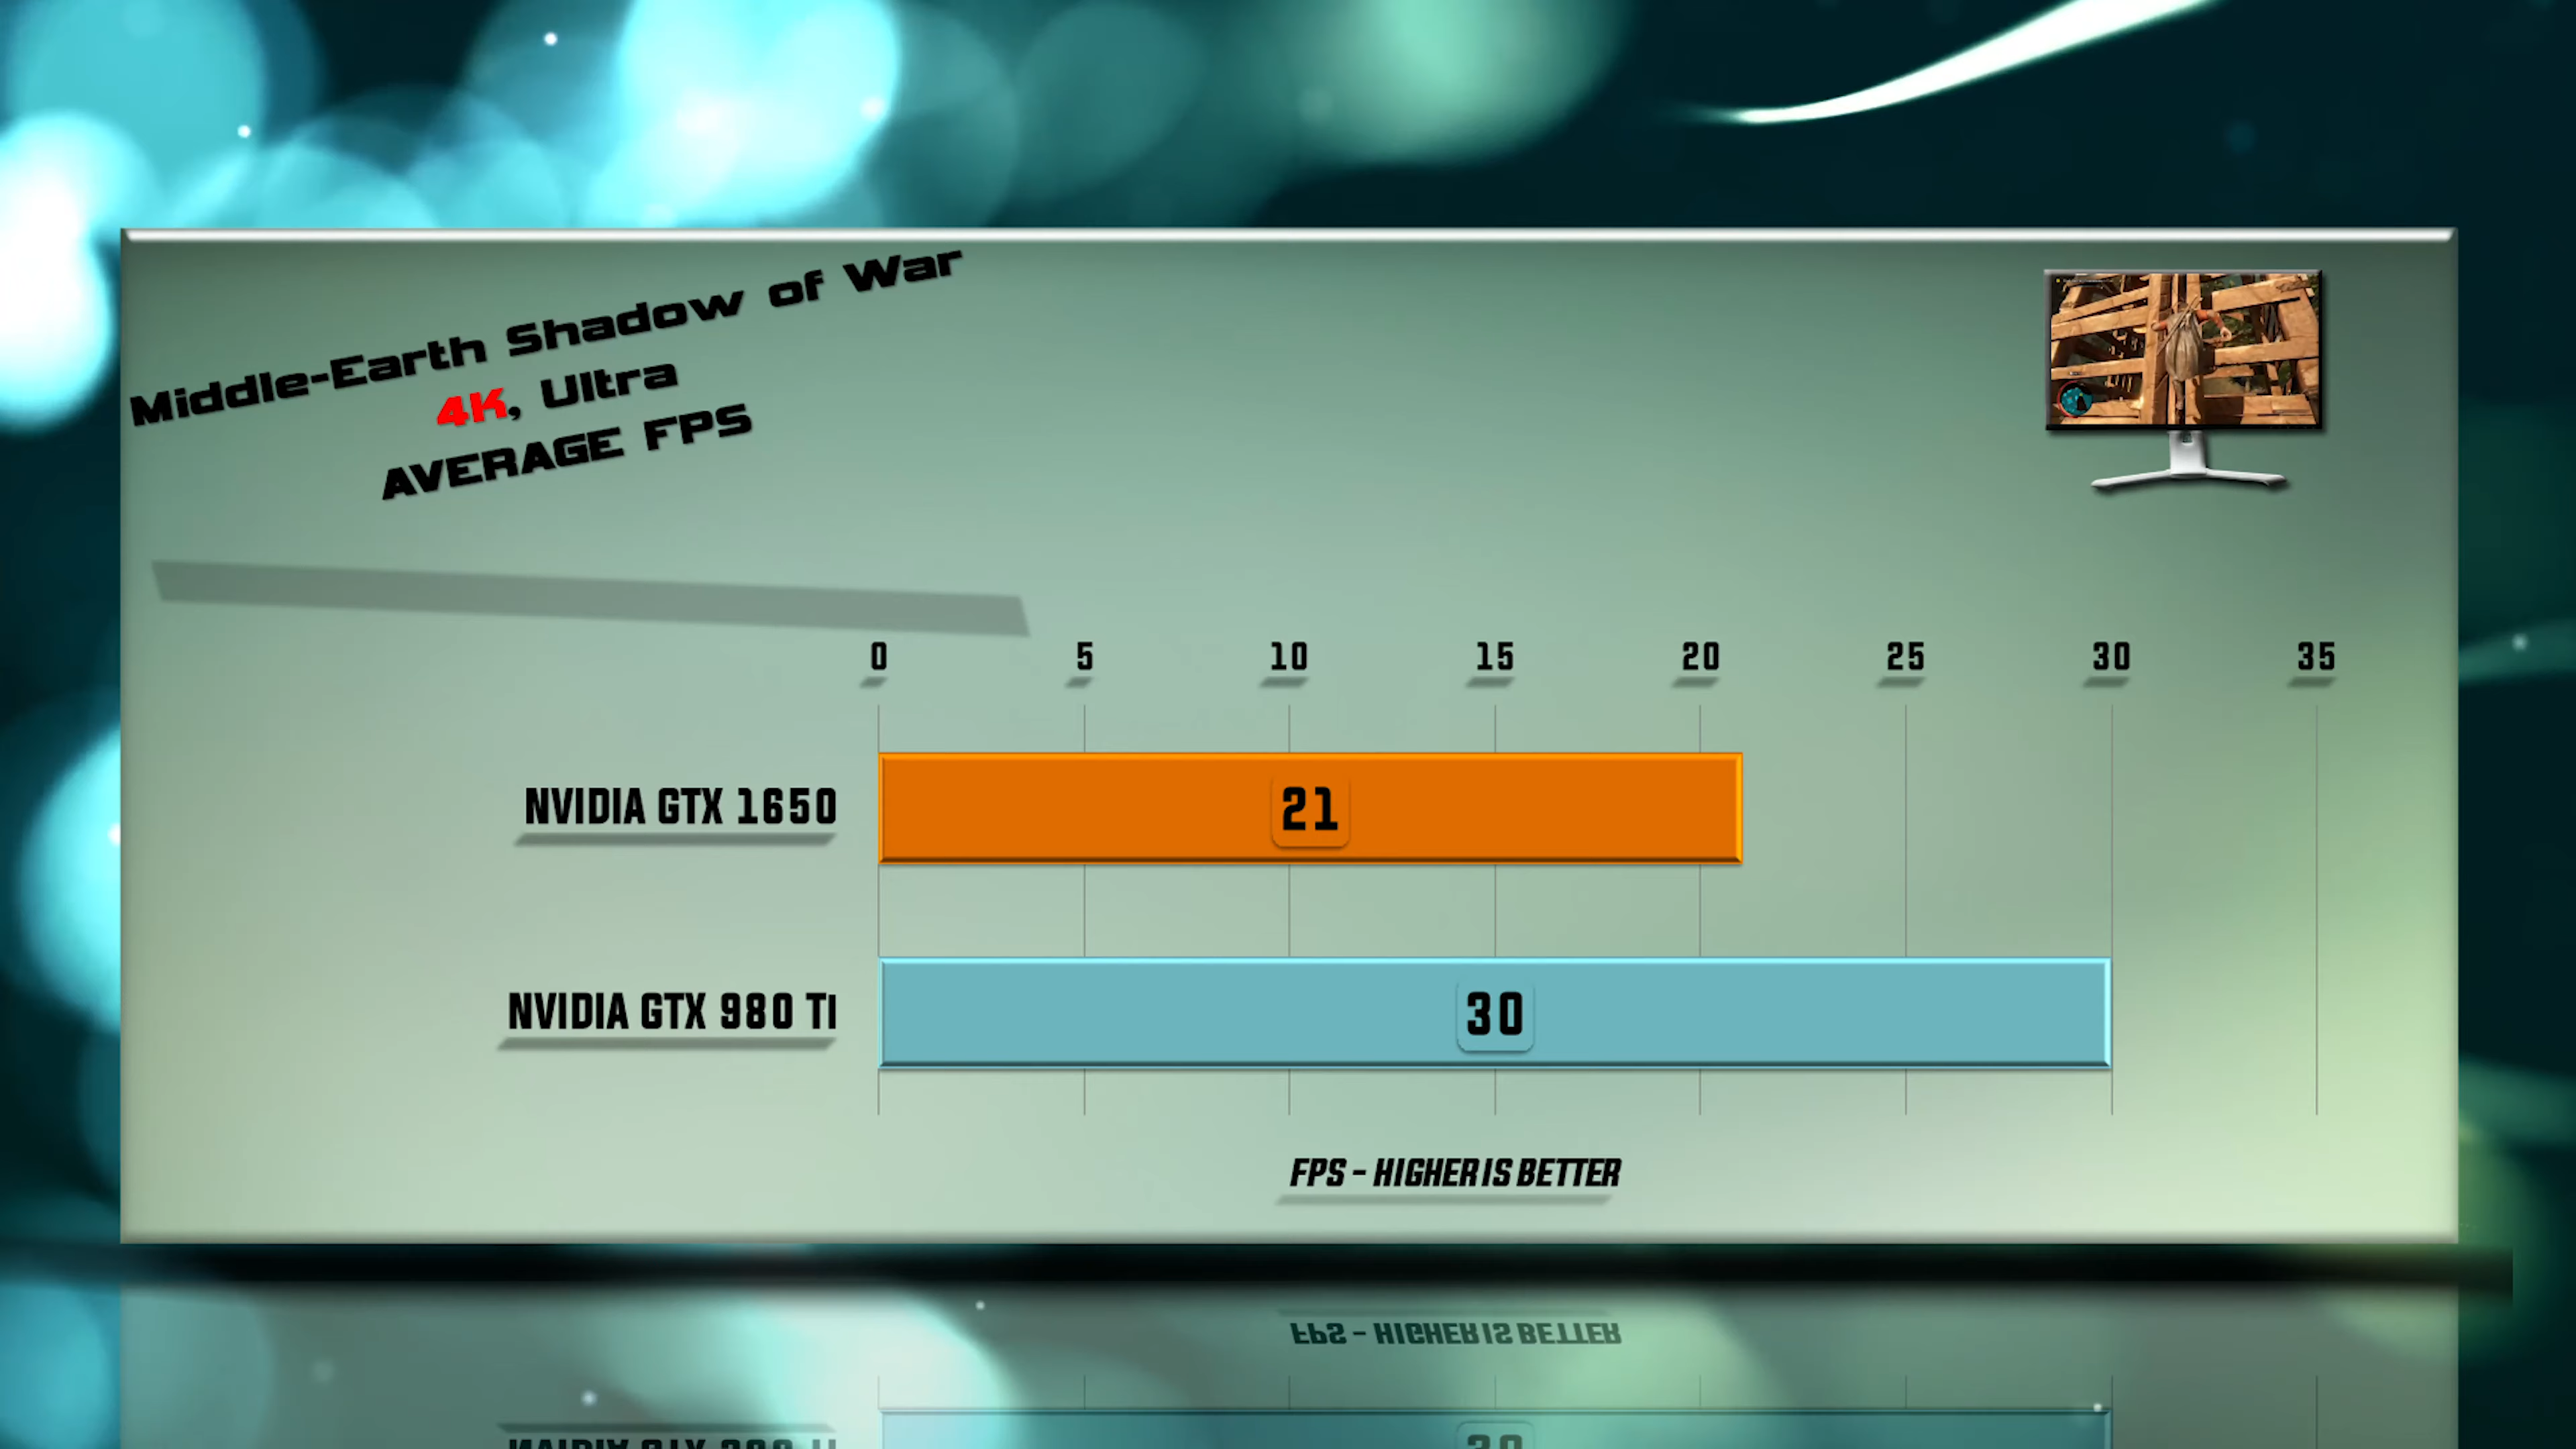 Middle-Earth Shadow of War
4K, Ultra
AVERAGE FPS
0 5 10 15 20 25 30 35
NVIDIA GTX 1650
21
NVIDIA GTX 980 TI
30
FPS - HIGHER IS BETTER